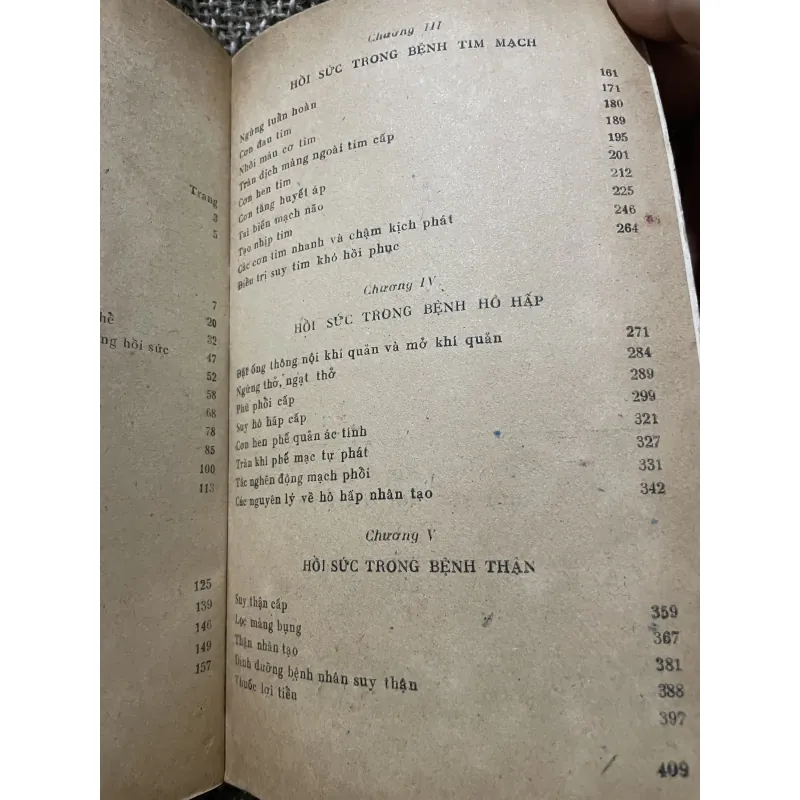 Trang
3
5
7
hề 20
ng hồi sức 32
47
52
58
68
78
85
100
113
125
139
146
149
157
Chương III
HỒI SỨC TRONG BỆNH TIM MẠCH
Ngừng tuần hoàn 161
Cơn đau tim 171
Nhồi máu cơ tim 180
Tràn dịch màng ngoài tim cấp 189
Cơn hen tim 195
Cơn tăng huyết áp 201
Tai biến mạch não 212
Tạo nhịp tim 225
Các cơn tim nhanh và chậm kịch phát 246
Điều trị suy tim khó hồi phục 264
Chương IV
HỒI SỨC TRONG BỆNH HÔ HẤP
Đặt ống thông nội khí quản và mở khí quản 271
Ngừng thở, ngạt thở 284
Phù phổi cấp 289
Suy hô hấp cấp 299
Cơn hen phế quản ác tính 321
Tràn khí phế mạc tự phát 327
Tắc nghẽn động mạch phổi 331
Các nguyên lý về hô hấp nhân tạo 342
Chương V
HỒI SỨC TRONG BỆNH THẬN
Suy thận cấp 359
Lọc màng bụng 367
Thận nhân tạo 381
Dinh dưỡng bệnh nhân suy thận 388
Thuốc lợi tiểu 397
409